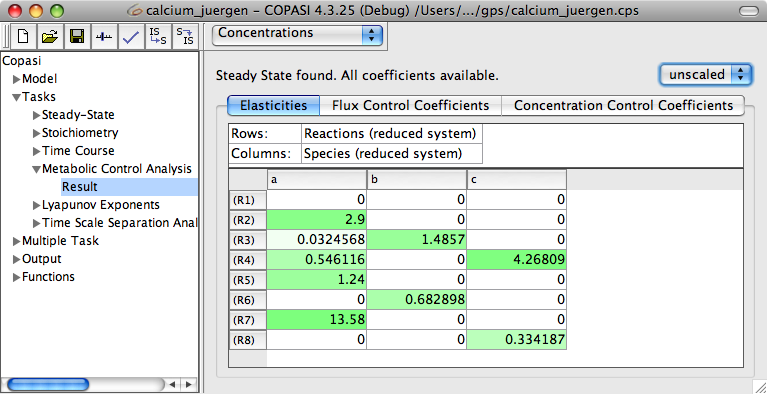 calcium_juergen – COPASI 4.3.25 (Debug) /Users/.../gps/calcium_juergen.cps
IS S Concentrations
S IS
Copasi
Model
Tasks
Steady-State
Stoichiometry
Time Course
Metabolic Control Analysis
Result
Lyapunov Exponents
Time Scale Separation Anal
Multiple Task
Output
Functions
Steady State found. All coefficients available. unscaled
Elasticities Flux Control Coefficients Concentration Control Coefficients
Rows: Reactions (reduced system)
Columns: Species (reduced system)
a b c
(R1) 0 0 0
(R2) 2.9 0 0
(R3) 0.0324568 1.4857 0
(R4) 0.546116 0 4.26809
(R5) 1.24 0 0
(R6) 0 0.682898 0
(R7) 13.58 0 0
(R8) 0 0 0.334187